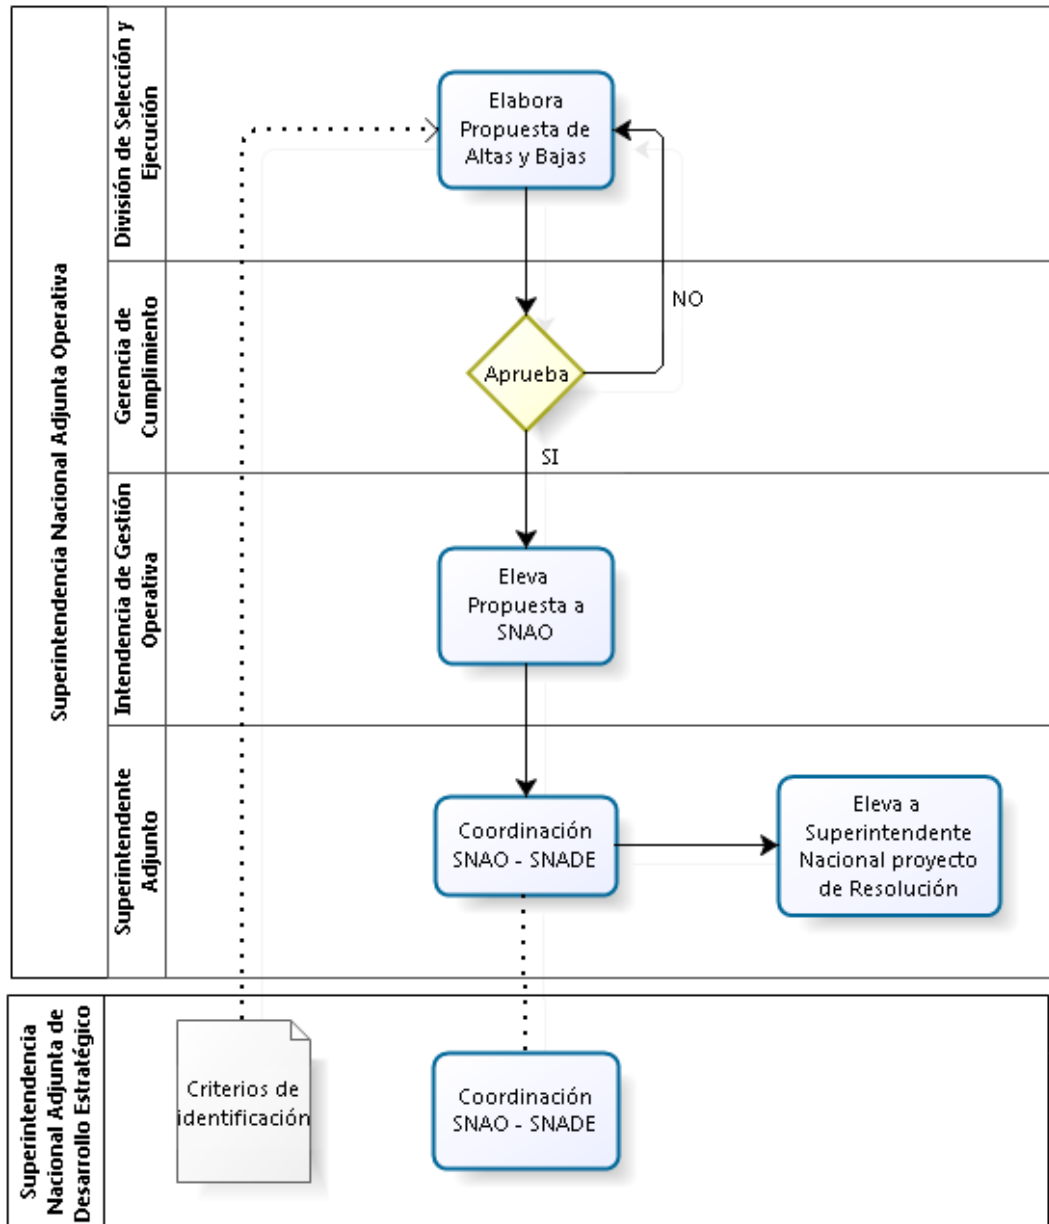 Superintendencia Nacional Adjunta Operativa
División de Selección y
Ejecución
Elabora
Propuesta de
Altas y Bajas
Gerencia de
Cumplimiento
Aprueba
NO
SI
Intendencia de Gestión
Operativa
Eleva
Propuesta a
SNAO
Superintendente
Adjunto
Coordinación
SNAO - SNADE
Eleva a
Superintendente
Nacional proyecto
de Resolución
Superintendencia
Nacional Adjunta de
Desarrollo Estratégico
Criterios de
identificación
Coordinación
SNAO - SNADE